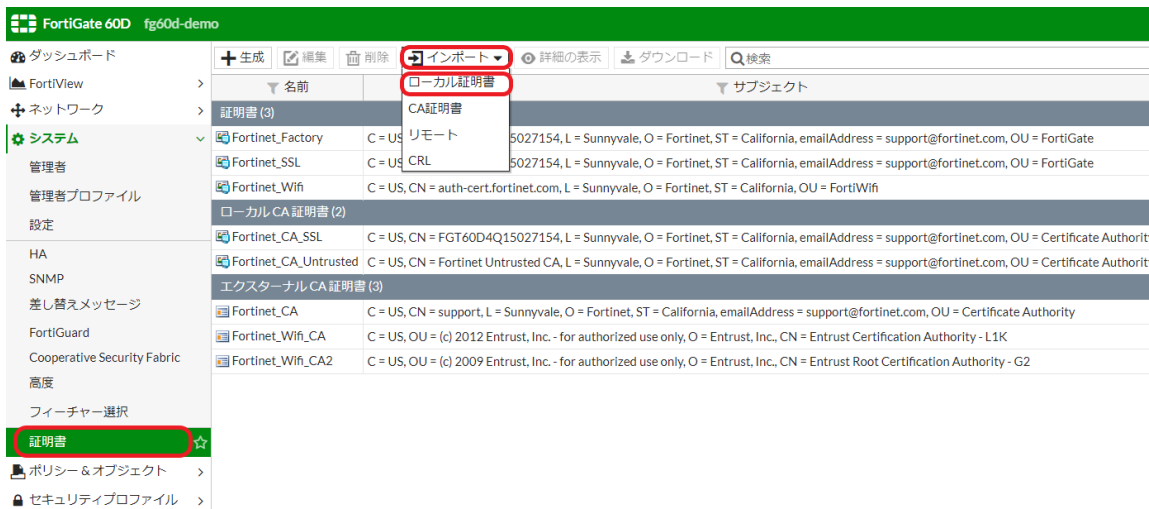 FortiGate 60D fg60d-demo
ダッシュボード
FortiView
ネットワーク
システム
管理者
管理者プロファイル
設定
HA
SNMP
差し替えメッセージ
FortiGuard
Cooperative Security Fabric
高度
フィーチャー選択
証明書
ポリシー & オブジェクト
セキュリティプロファイル
生成 編集 削除 インポート 詳細の表示 ダウンロード 検索
ローカル証明書
CA証明書
リモート
CRL
名前 サブジェクト
証明書 (3)
Fortinet_Factory C = US 5027154, L = Sunnyvale, O = Fortinet, ST = California, emailAddress = support@fortinet.com, OU = FortiGate
Fortinet_SSL C = US 5027154, L = Sunnyvale, O = Fortinet, ST = California, emailAddress = support@fortinet.com, OU = FortiGate
Fortinet_Wifi C = US, CN = auth-cert.fortinet.com, L = Sunnyvale, O = Fortinet, ST = California, OU = FortiWifi
ローカル CA 証明書 (2)
Fortinet_CA_SSL C = US, CN = FGT60D4Q15027154, L = Sunnyvale, O = Fortinet, ST = California, emailAddress = support@fortinet.com, OU = Certificate Authorit
Fortinet_CA_Untrusted C = US, CN = Fortinet Untrusted CA, L = Sunnyvale, O = Fortinet, ST = California, emailAddress = support@fortinet.com, OU = Certificate Authorit
エクスターナル CA 証明書 (3)
Fortinet_CA C = US, CN = support, L = Sunnyvale, O = Fortinet, ST = California, emailAddress = support@fortinet.com, OU = Certificate Authority
Fortinet_Wifi_CA C = US, OU = (c) 2012 Entrust, Inc. - for authorized use only, O = Entrust, Inc., CN = Entrust Certification Authority - L1K
Fortinet_Wifi_CA2 C = US, OU = (c) 2009 Entrust, Inc. - for authorized use only, O = Entrust, Inc., CN = Entrust Root Certification Authority - G2